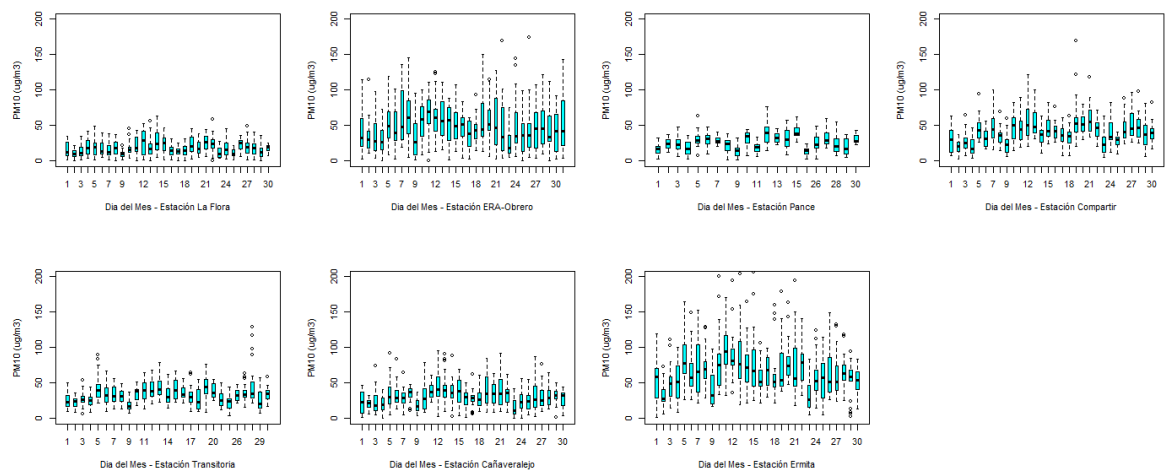 PM10 (ug/m3)
0 50 100 150 200
1 3 5 7 9 12 15 18 21 24 27 30
Dia del Mes - Estación La Flora
PM10 (ug/m3)
0 50 100 150 200
1 3 5 7 9 12 15 18 21 24 27 30
Dia del Mes - Estación ERA-Obrero
PM10 (ug/m3)
0 50 100 150 200
1 3 5 7 9 11 13 15 26 28 30
Dia del Mes - Estación Pance
PM10 (ug/m3)
0 50 100 150 200
1 3 5 7 9 12 15 18 21 24 27 30
Dia del Mes - Estación Compartir
PM10 (ug/m3)
0 50 100 150 200
1 3 5 7 9 11 14 17 20 23 26 29
Dia del Mes - Estación Transitoria
PM10 (ug/m3)
0 50 100 150 200
1 3 5 7 9 12 15 18 21 24 27 30
Dia del Mes - Estación Cañaveralejo
PM10 (ug/m3)
0 50 100 150 200
1 3 5 7 9 12 15 18 21 24 27 30
Dia del Mes - Estación Ermita